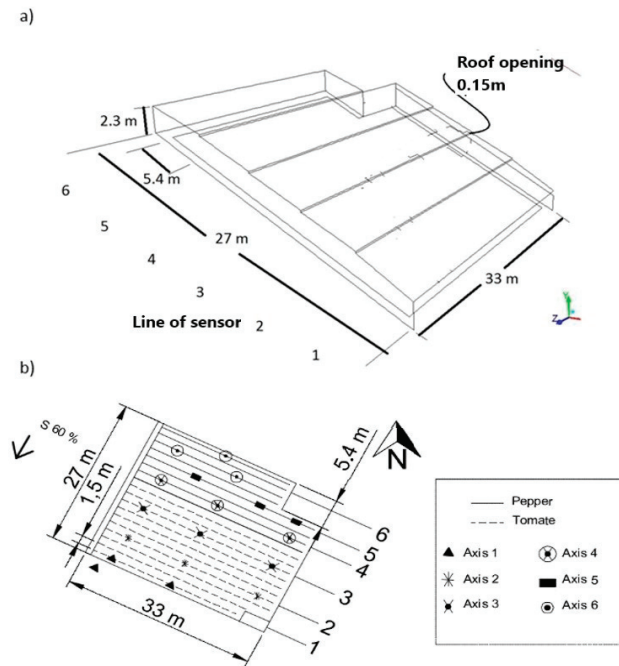 a)
Roof opening
0.15m
2.3 m
5.4 m
27 m
33 m
6
5
4
3
2
1
Line of sensor
Y
Z
b)
S 60 %
27 m
1,5 m
33 m
5.4 m
N
6
5
4
3
2
1
Pepper
Tomate
Axis 1
Axis 4
Axis 2
Axis 5
Axis 3
Axis 6